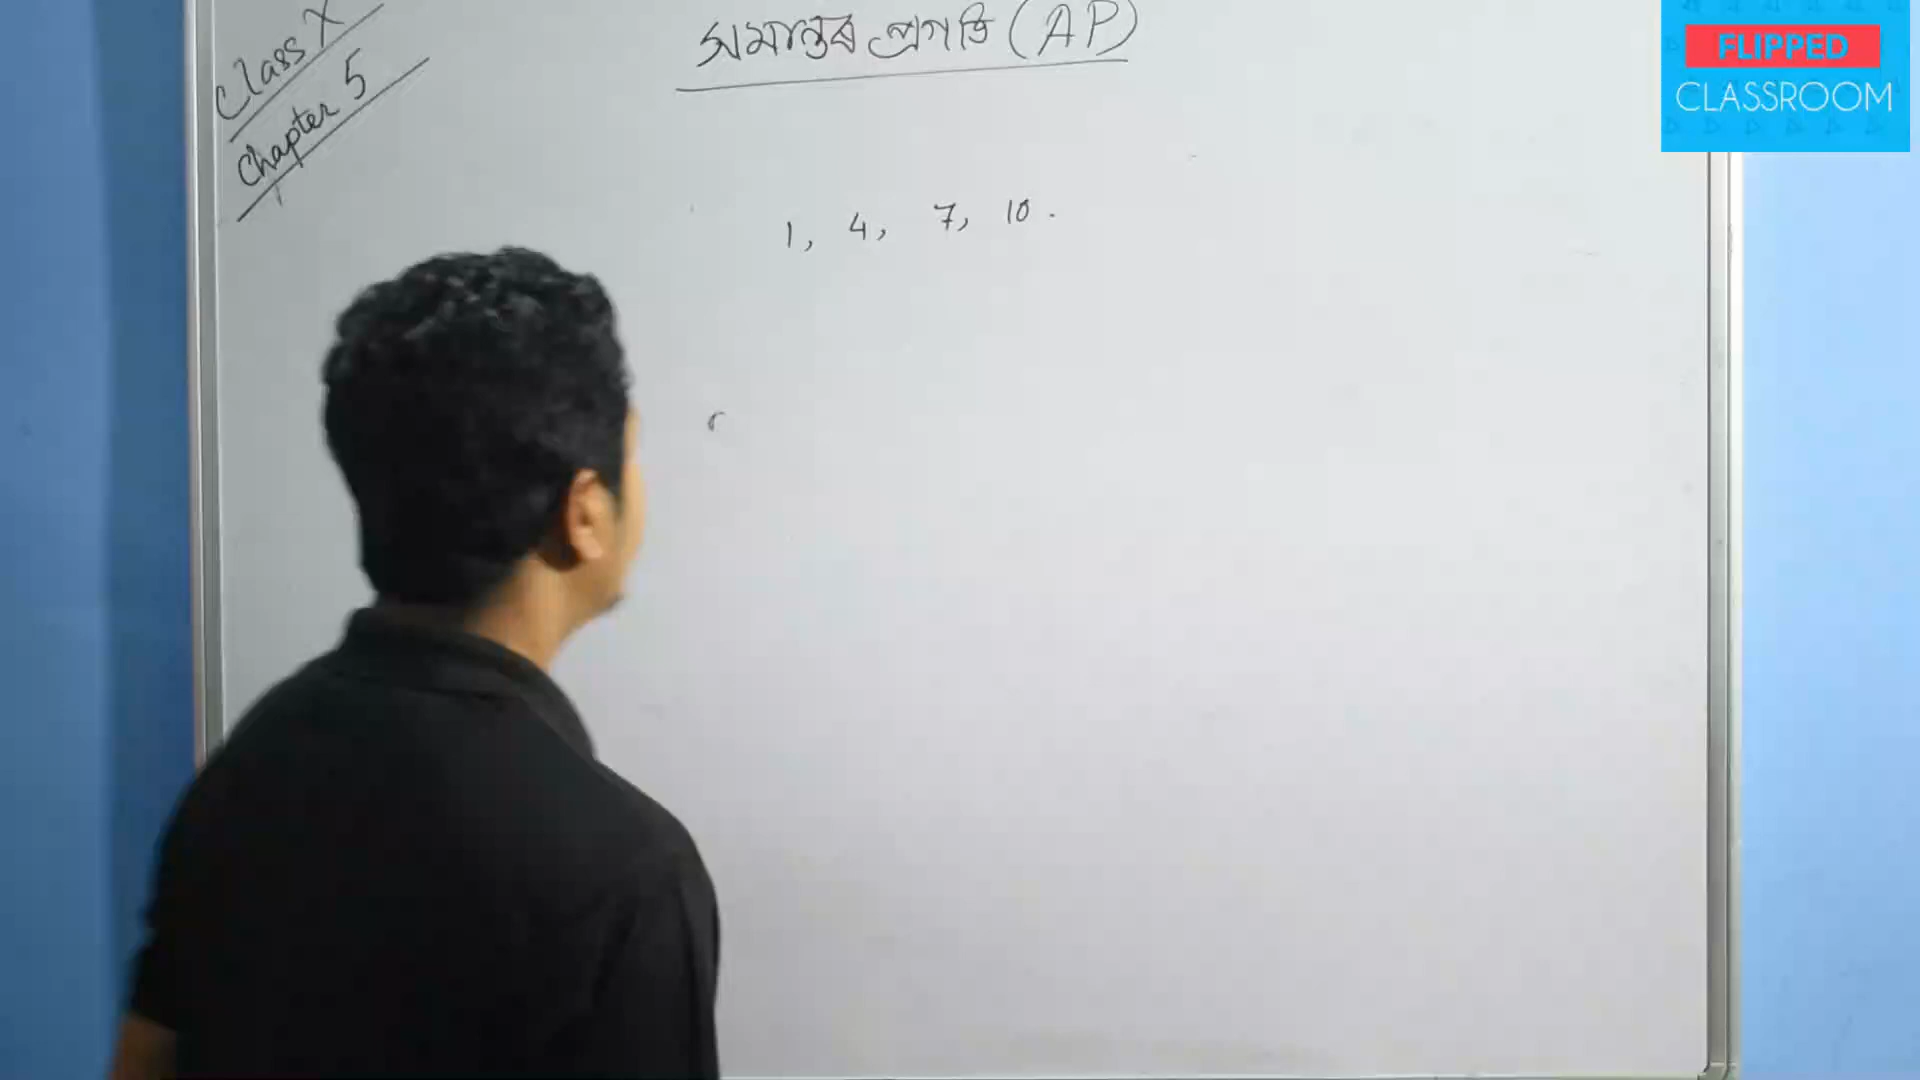 Class X
Chapter 5
সমান্তৰ প্ৰগতি (AP)
FLIPPED
CLASSROOM
1, 4, 7, 10.